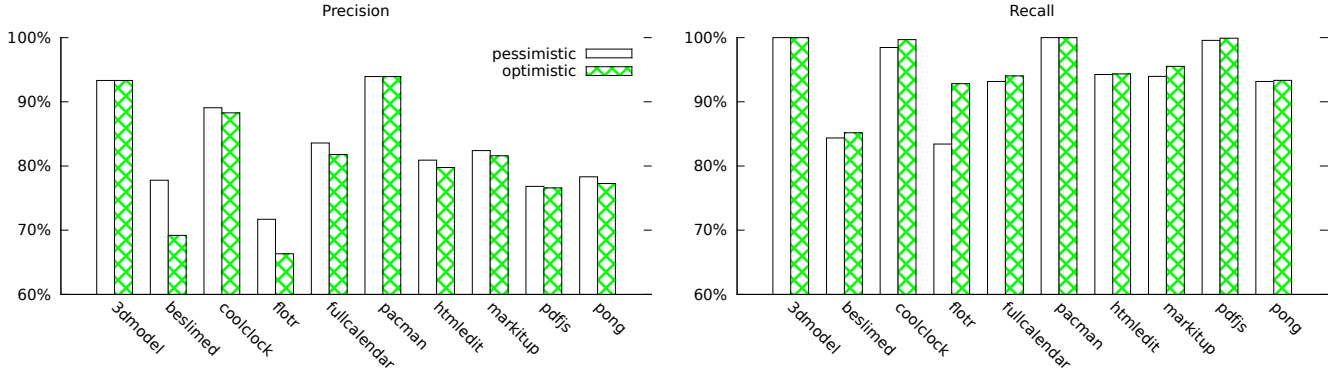 Precision
100%
90%
80%
70%
60%
pessimistic
optimistic
3dmodel
beslimed
coolclock
flotr
fullcalendar
pacman
htmledit
markitup
pdfjs
pong
Recall
100%
90%
80%
70%
60%
3dmodel
beslimed
coolclock
flotr
fullcalendar
pacman
htmledit
markitup
pdfjs
pong